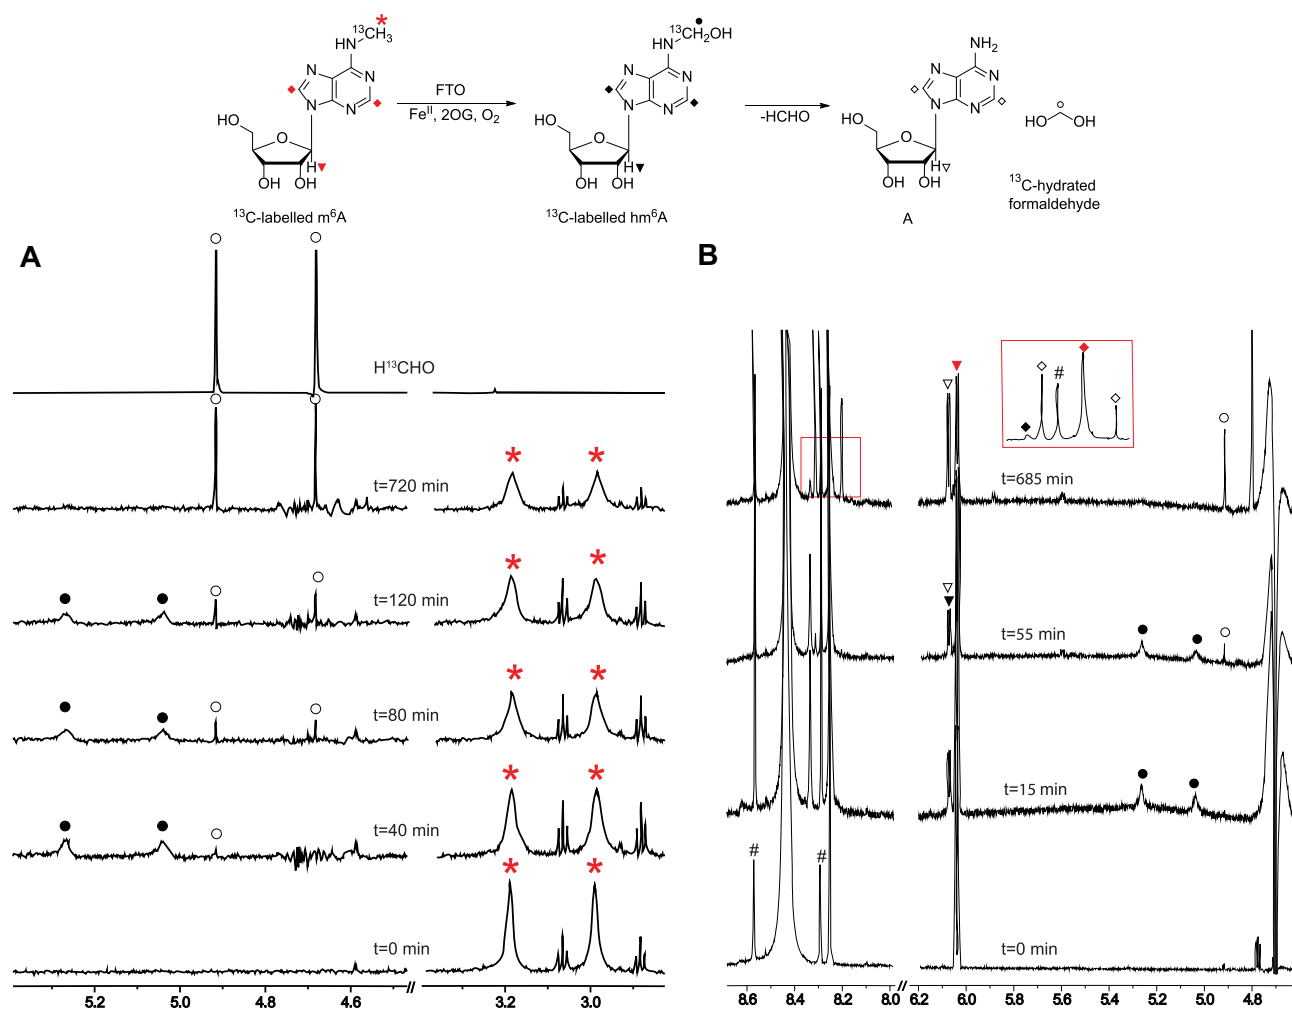 ¹³CH₃
HN
N
N
N
N
HO
O
H
OH OH
¹³C-labelled m⁶A
FTO
Feᴵᴵ, 2OG, O₂
¹³CH₂OH
HN
N
N
N
N
HO
O
H
OH OH
¹³C-labelled hm⁶A
-HCHO
NH₂
N
N
N
N
HO
O
H
OH OH
A
HO OH
¹³C-hydrated
formaldehyde
A
H¹³CHO
t=720 min
t=120 min
t=80 min
t=40 min
t=0 min
5.2 5.0 4.8 4.6 // 3.2 3.0
B
#
t=685 min
t=55 min
t=15 min
# #
t=0 min
8.6 8.4 8.2 8.0 // 6.2 6.0 5.8 5.6 5.4 5.2 5.0 4.8